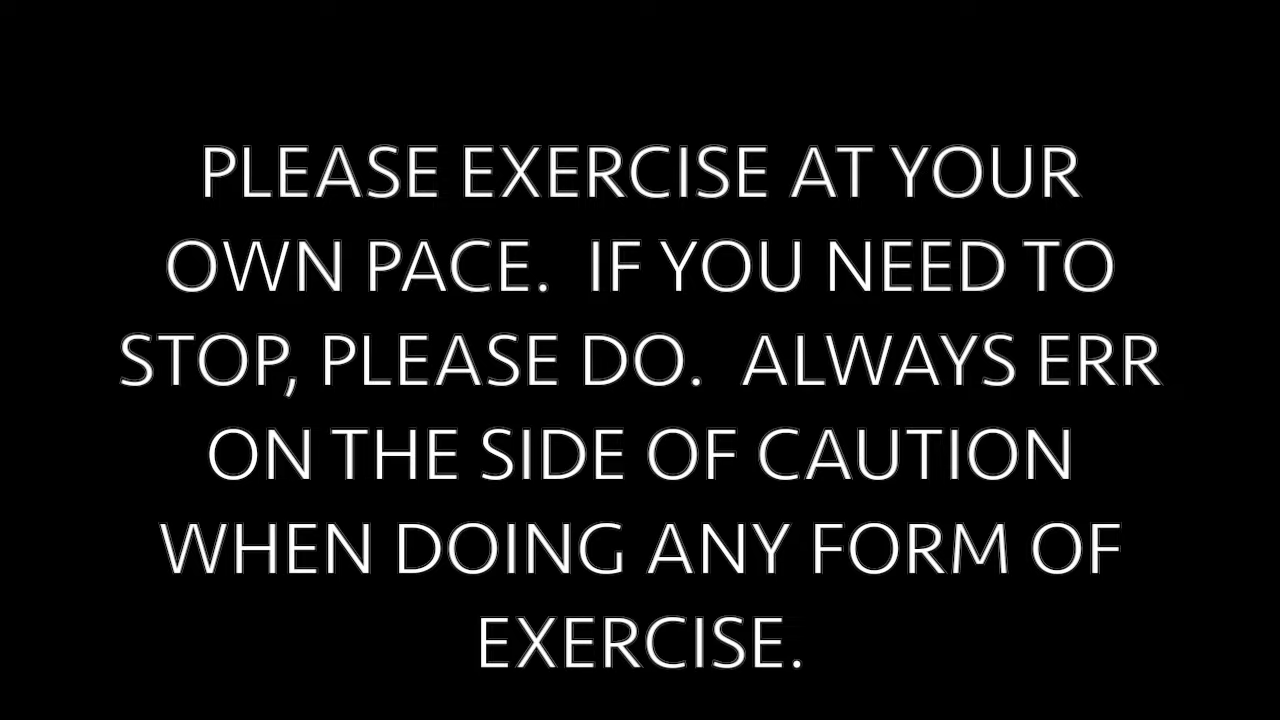 PLEASE EXERCISE AT YOUR
OWN PACE.  IF YOU NEED TO
STOP, PLEASE DO.  ALWAYS ERR
ON THE SIDE OF CAUTION
WHEN DOING ANY FORM OF
EXERCISE.